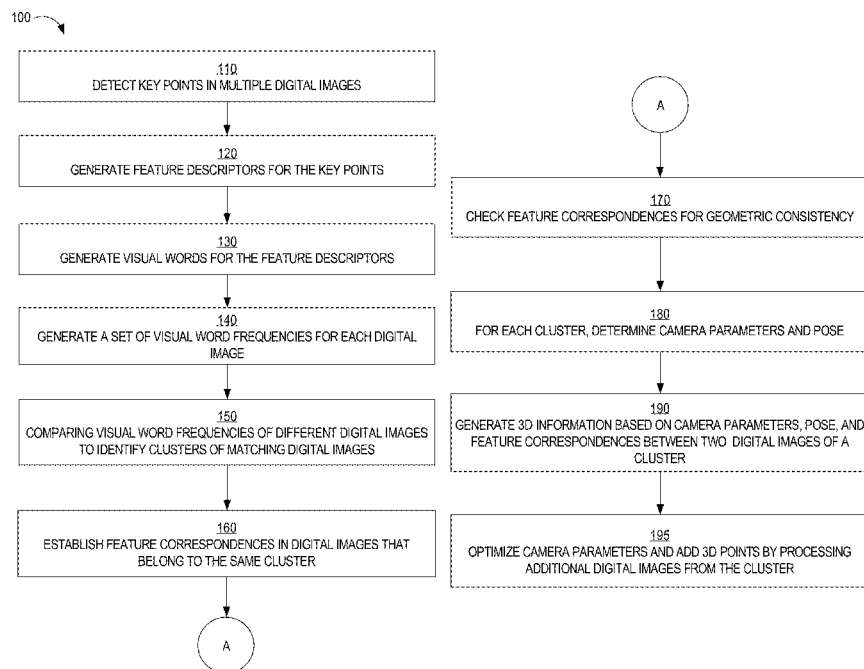 100
110
DETECT KEY POINTS IN MULTIPLE DIGITAL IMAGES
120
GENERATE FEATURE DESCRIPTORS FOR THE KEY POINTS
130
GENERATE VISUAL WORDS FOR THE FEATURE DESCRIPTORS
140
GENERATE A SET OF VISUAL WORD FREQUENCIES FOR EACH DIGITAL
IMAGE
150
COMPARING VISUAL WORD FREQUENCIES OF DIFFERENT DIGITAL IMAGES
TO IDENTIFY CLUSTERS OF MATCHING DIGITAL IMAGES
160
ESTABLISH FEATURE CORRESPONDENCES IN DIGITAL IMAGES THAT
BELONG TO THE SAME CLUSTER
A
A
170
CHECK FEATURE CORRESPONDENCES FOR GEOMETRIC CONSISTENCY
180
FOR EACH CLUSTER, DETERMINE CAMERA PARAMETERS AND POSE
190
GENERATE 3D INFORMATION BASED ON CAMERA PARAMETERS, POSE, AND
FEATURE CORRESPONDENCES BETWEEN TWO DIGITAL IMAGES OF A
CLUSTER
195
OPTIMIZE CAMERA PARAMETERS AND ADD 3D POINTS BY PROCESSING
ADDITIONAL DIGITAL IMAGES FROM THE CLUSTER